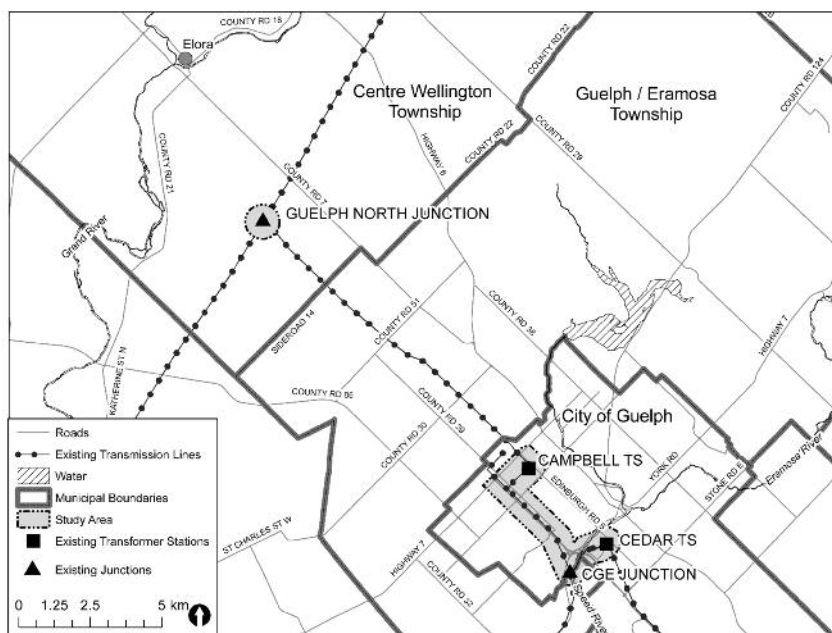 COUNTY RD 18
Elora
COUNTY RD 22
COUNTY RD 124
Centre Wellington
Township
Guelph / Eramosa
Township
COUNTY RD 21
HIGHWAY 6
COUNTY RD 22
COUNTY RD 29
COUNTY RD 7
GUELPH NORTH JUNCTION
Grand River
SIDEROAD 14
COUNTY RD 51
COUNTY RD 38
HIGHWAY 7
KATHERINE ST N
COUNTY RD 86
COUNTY RD 39
COUNTY RD 30
City of Guelph
CAMPBELL TS
YORK RD
STONE RD E
Eramosa River
EDINBURGH RD S
ST CHARLES ST W
HIGHWAY 7
COUNTY RD 32
CEDAR TS
CGE JUNCTION
Speed River
Roads
Existing Transmission Lines
Water
Municipal Boundaries
Study Area
Existing Transformer Stations
Existing Junctions
0 1.25 2.5 5 km